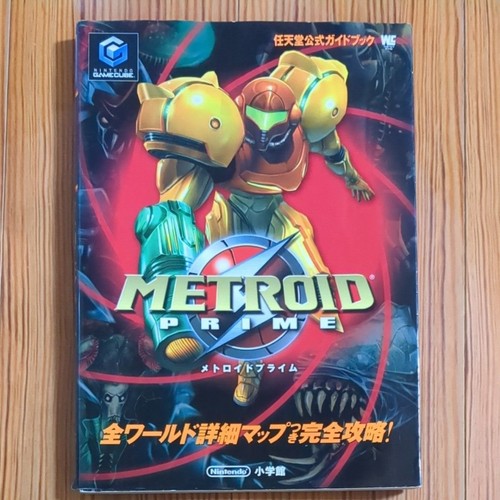 NINTENDO
GAMECUBE
任天堂公式ガイドブック
METROID®
PRIME
メトロイドプライム
全ワールド詳細マップつき完全攻略!
Nintendo 小学館